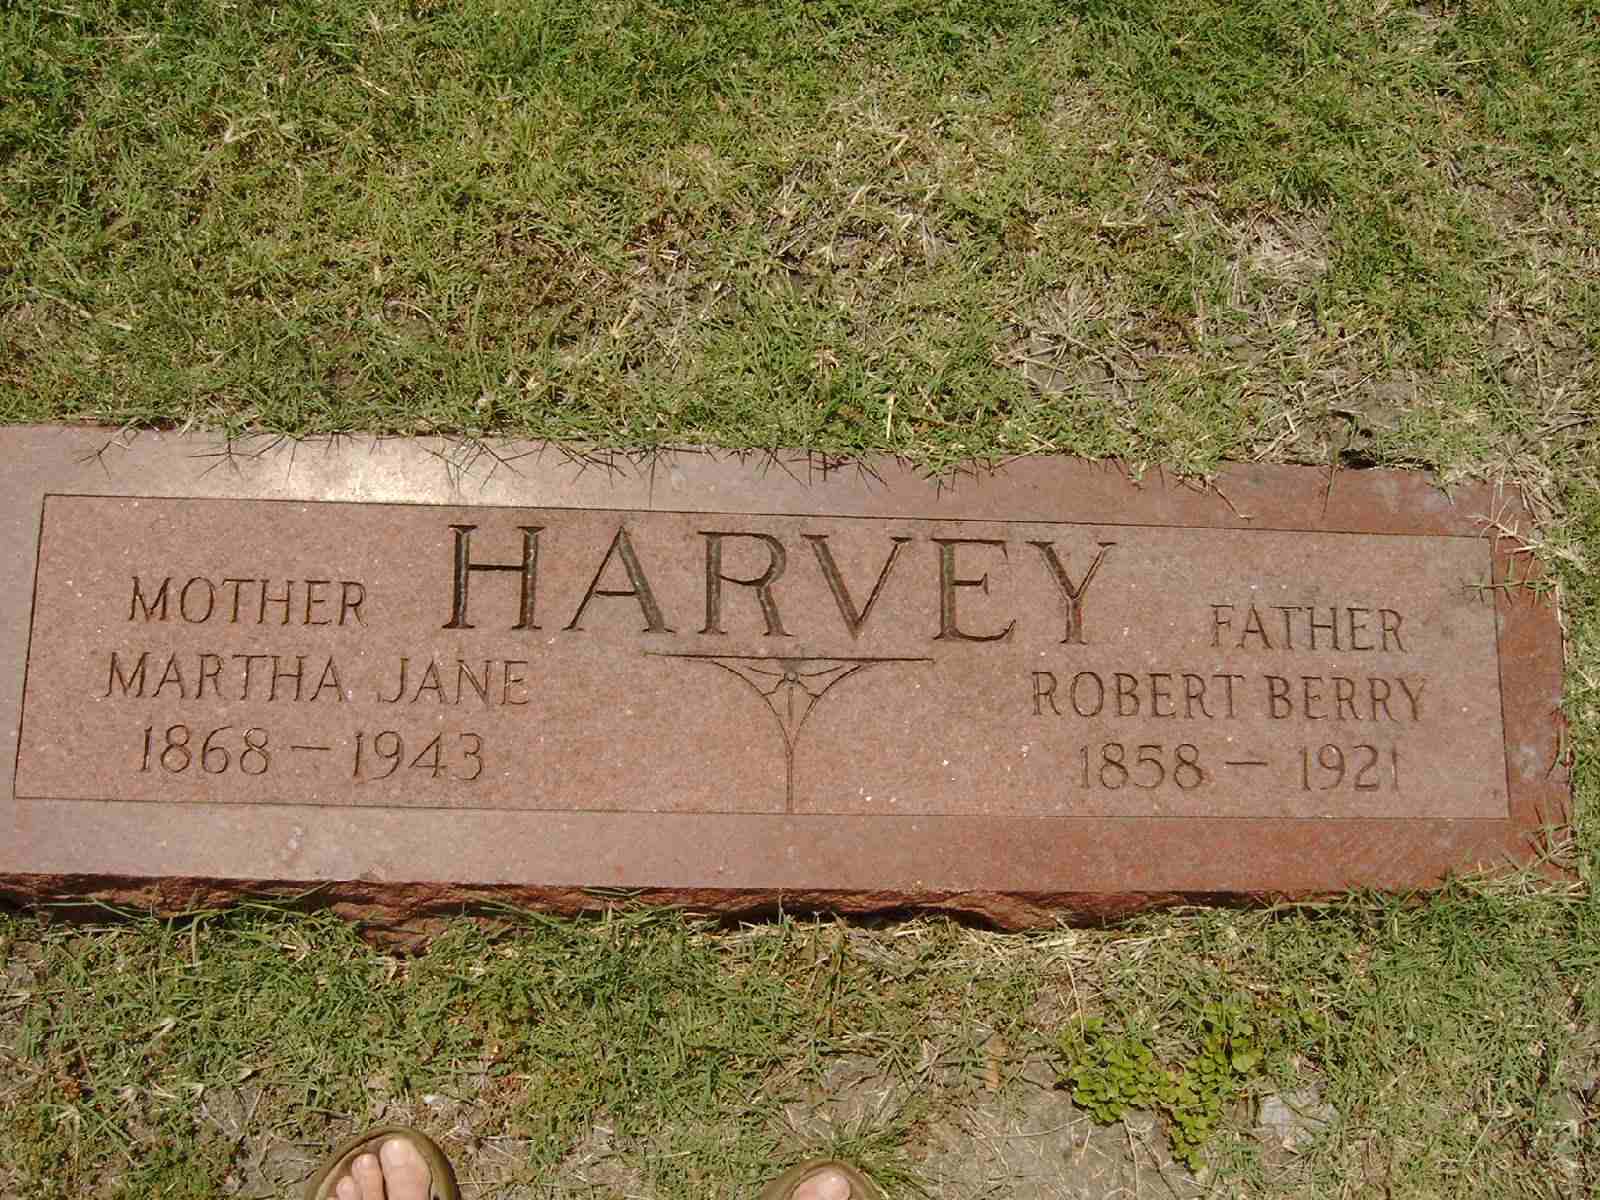 HARVEY
MOTHER
MARTHA JANE
1868 – 1943
FATHER
ROBERT BERRY
1858 – 1921